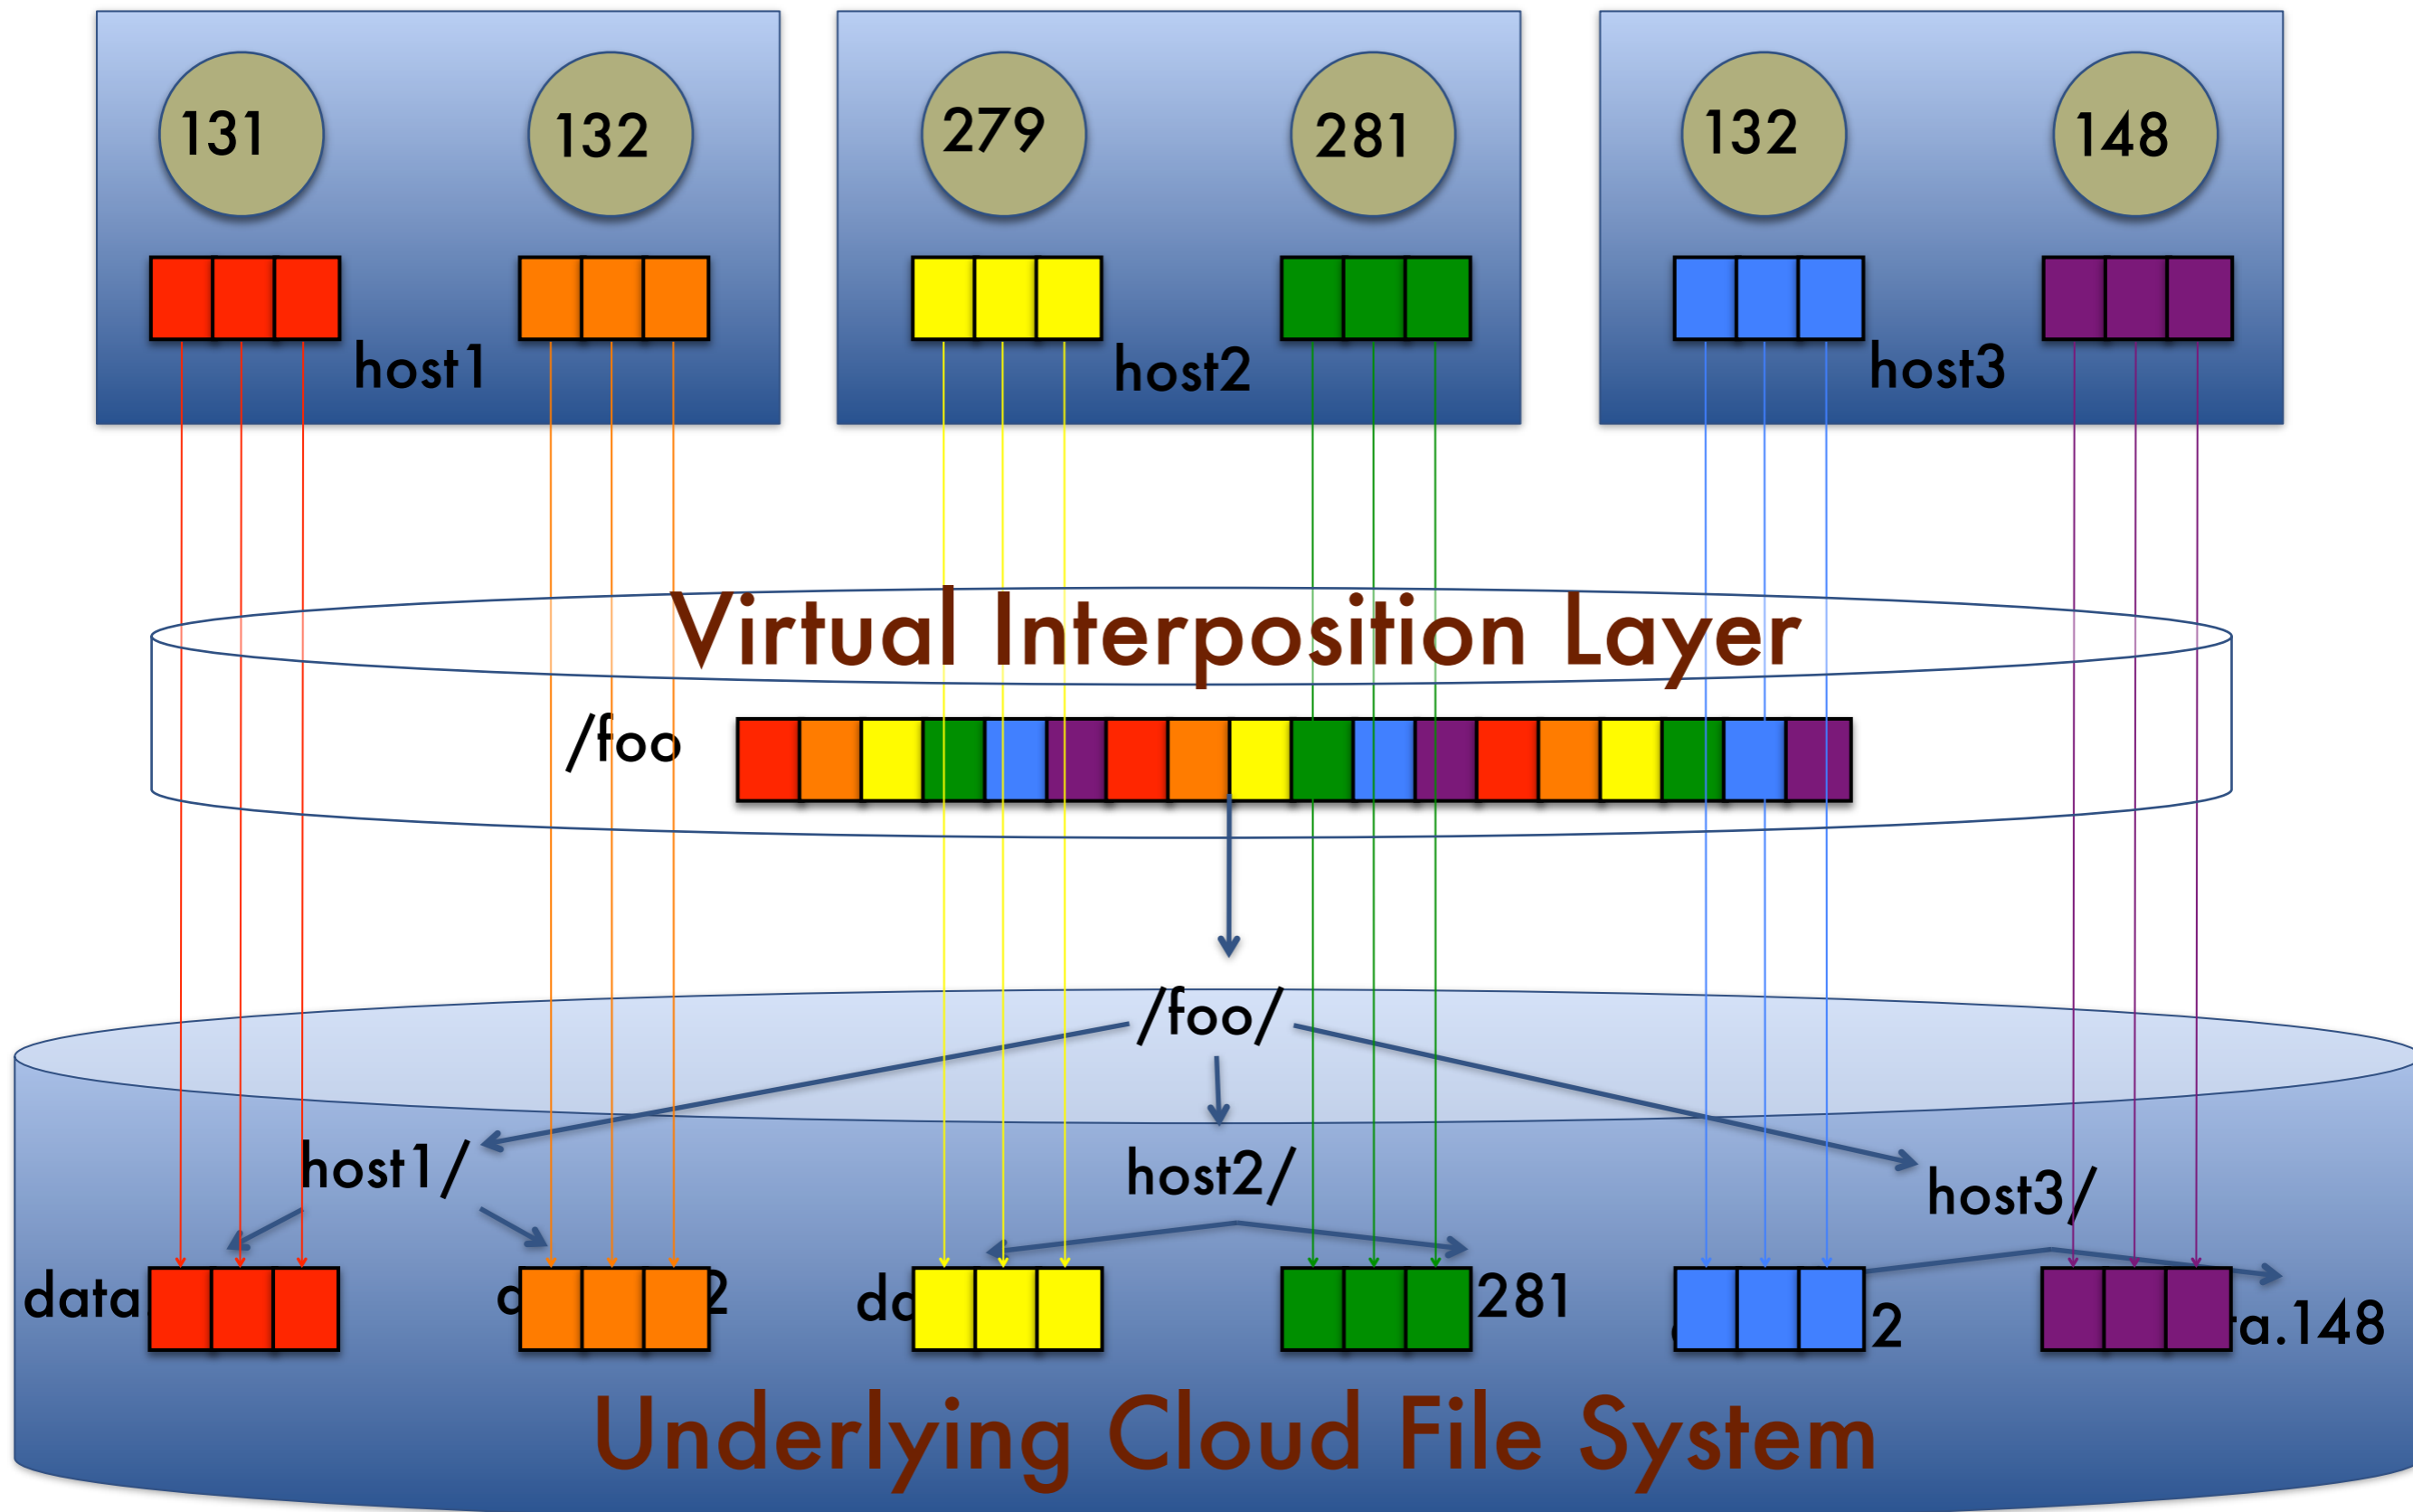 131
132
279
281
132
148
host1
host2
host3
Virtual Interposition Layer
/foo
/foo/
host1/
host2/
host3/
data
281
2
2
ta.148
Underlying Cloud File System